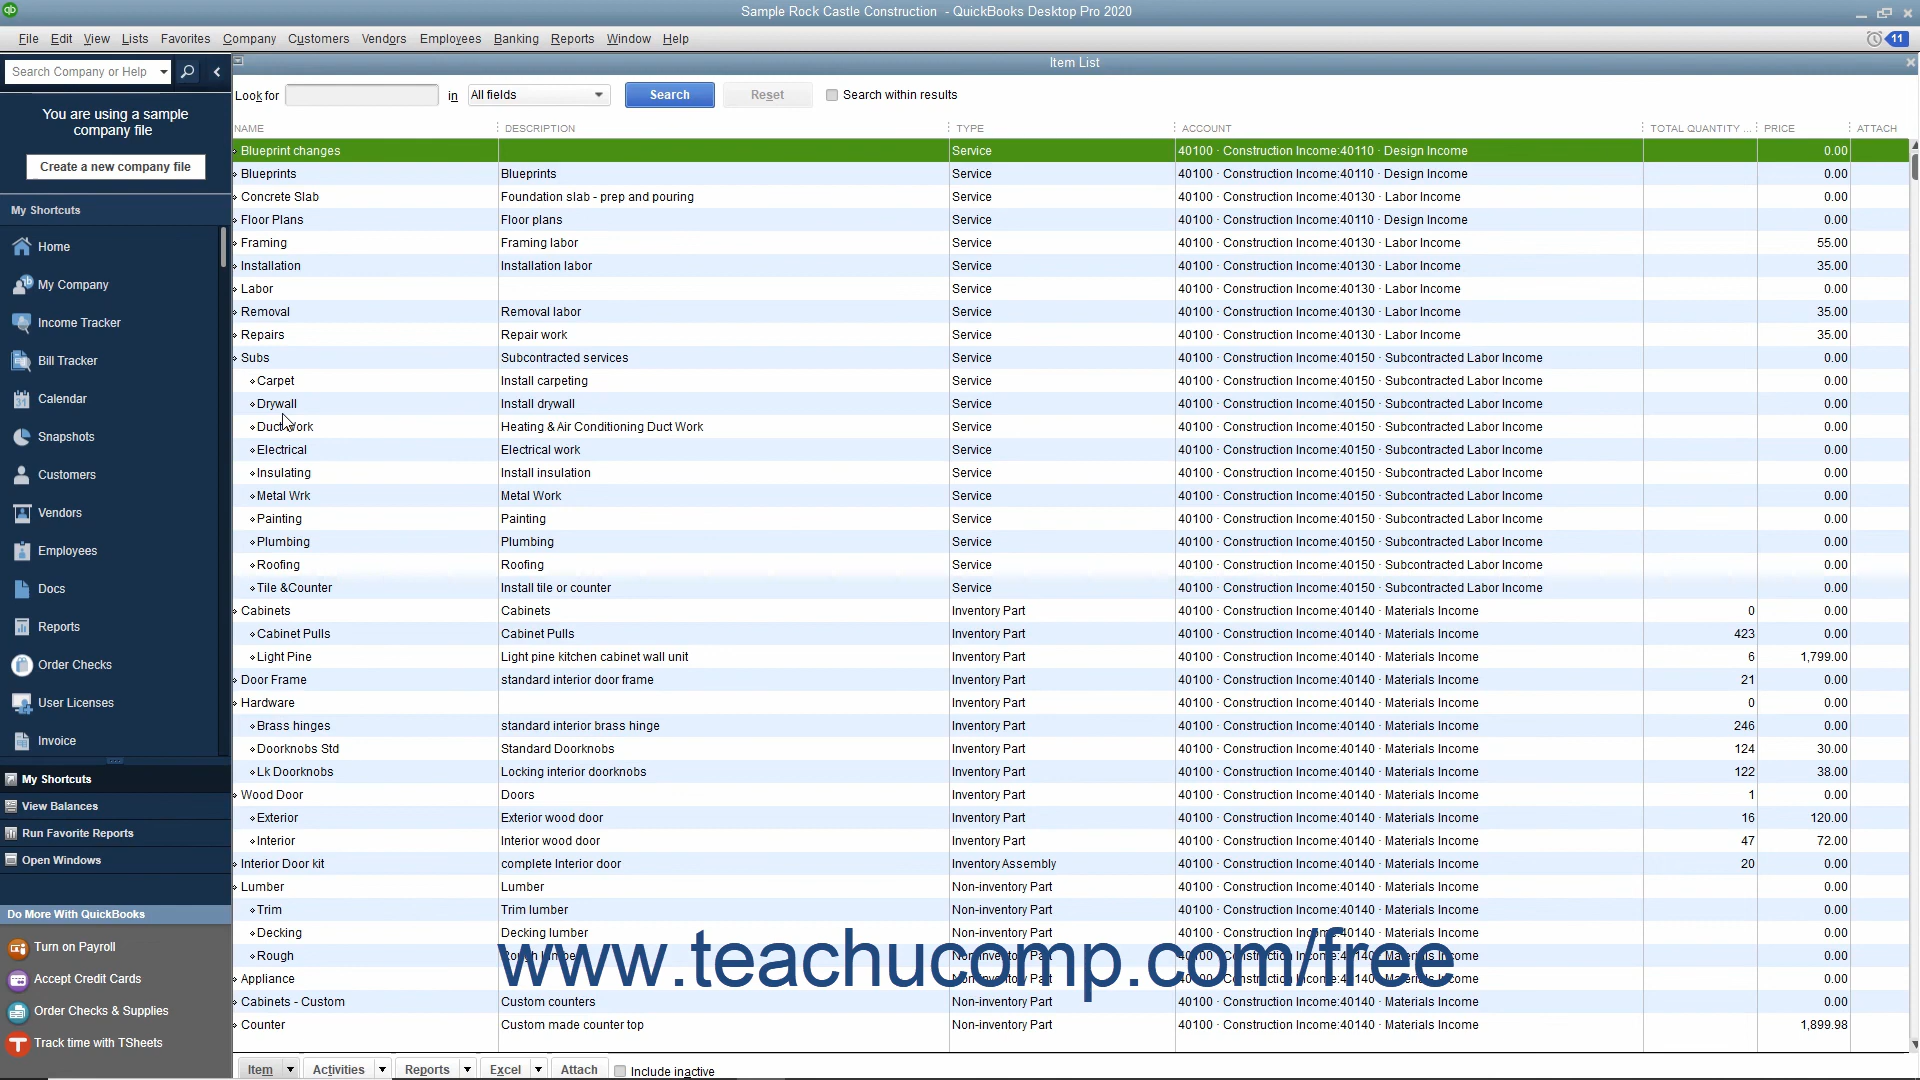 Sample Rock Castle Construction - QuickBooks Desktop Pro 2020
File Edit View Lists Favorites Company Customers Vendors Employees Banking Reports Window Help
11
Search Company or Help
Item List
You are using a sample
company file
Create a new company file
My Shortcuts
Home
My Company
Income Tracker
Bill Tracker
Calendar
Snapshots
Customers
Vendors
Employees
Docs
Reports
Order Checks
User Licenses
Invoice
My Shortcuts
View Balances
Run Favorite Reports
Open Windows
Do More With QuickBooks
Turn on Payroll
Accept Credit Cards
Order Checks & Supplies
Track time with TSheets
Look for in All fields Search Reset Search within results
NAME DESCRIPTION TYPE ACCOUNT TOTAL QUANTITY ... PRICE ATTACH
Blueprint changes Service 40100 · Construction Income:40110 · Design Income 0.00
Blueprints Blueprints Service 40100 · Construction Income:40110 · Design Income 0.00
Concrete Slab Foundation slab - prep and pouring Service 40100 · Construction Income:40130 · Labor Income 0.00
Floor Plans Floor plans Service 40100 · Construction Income:40110 · Design Income 0.00
Framing Framing labor Service 40100 · Construction Income:40130 · Labor Income 55.00
Installation Installation labor Service 40100 · Construction Income:40130 · Labor Income 35.00
Labor Service 40100 · Construction Income:40130 · Labor Income 0.00
Removal Removal labor Service 40100 · Construction Income:40130 · Labor Income 35.00
Repairs Repair work Service 40100 · Construction Income:40130 · Labor Income 35.00
Subs Subcontracted services Service 40100 · Construction Income:40150 · Subcontracted Labor Income 0.00
Carpet Install carpeting Service 40100 · Construction Income:40150 · Subcontracted Labor Income 0.00
Drywall Install drywall Service 40100 · Construction Income:40150 · Subcontracted Labor Income 0.00
Duct Work Heating & Air Conditioning Duct Work Service 40100 · Construction Income:40150 · Subcontracted Labor Income 0.00
Electrical Electrical work Service 40100 · Construction Income:40150 · Subcontracted Labor Income 0.00
Insulating Install insulation Service 40100 · Construction Income:40150 · Subcontracted Labor Income 0.00
Metal Wrk Metal Work Service 40100 · Construction Income:40150 · Subcontracted Labor Income 0.00
Painting Painting Service 40100 · Construction Income:40150 · Subcontracted Labor Income 0.00
Plumbing Plumbing Service 40100 · Construction Income:40150 · Subcontracted Labor Income 0.00
Roofing Roofing Service 40100 · Construction Income:40150 · Subcontracted Labor Income 0.00
Tile &Counter Install tile or counter Service 40100 · Construction Income:40150 · Subcontracted Labor Income 0.00
Cabinets Cabinets Inventory Part 40100 · Construction Income:40140 · Materials Income 0 0.00
Cabinet Pulls Cabinet Pulls Inventory Part 40100 · Construction Income:40140 · Materials Income 423 0.00
Light Pine Light pine kitchen cabinet wall unit Inventory Part 40100 · Construction Income:40140 · Materials Income 6 1,799.00
Door Frame standard interior door frame Inventory Part 40100 · Construction Income:40140 · Materials Income 21 0.00
Hardware Inventory Part 40100 · Construction Income:40140 · Materials Income 0 0.00
Brass hinges standard interior brass hinge Inventory Part 40100 · Construction Income:40140 · Materials Income 246 0.00
Doorknobs Std Standard Doorknobs Inventory Part 40100 · Construction Income:40140 · Materials Income 124 30.00
Lk Doorknobs Locking interior doorknobs Inventory Part 40100 · Construction Income:40140 · Materials Income 122 38.00
Wood Door Doors Inventory Part 40100 · Construction Income:40140 · Materials Income 1 0.00
Exterior Exterior wood door Inventory Part 40100 · Construction Income:40140 · Materials Income 16 120.00
Interior Interior wood door Inventory Part 40100 · Construction Income:40140 · Materials Income 47 72.00
Interior Door kit complete Interior door Inventory Assembly 40100 · Construction Income:40140 · Materials Income 20 0.00
Lumber Lumber Non-inventory Part 40100 · Construction Income:40140 · Materials Income 0.00
Trim Trim lumber Non-inventory Part 40100 · Construction Income:40140 · Materials Income 0.00
Decking Decking lumber Non-inventory Part 40100 · Construction Income:40140 · Materials Income 0.00
Rough Rough lumber Non-inventory Part 40100 · Construction Income:40140 · Materials Income 0.00
Appliance Non-inventory Part 40100 · Construction Income:40140 · Materials Income 0.00
www.teachucomp.com/free
Cabinets - Custom Custom counters Non-inventory Part 40100 · Construction Income:40140 · Materials Income 0.00
Counter Custom made counter top Non-inventory Part 40100 · Construction Income:40140 · Materials Income 1,899.98
Item Activities Reports Excel Attach Include inactive